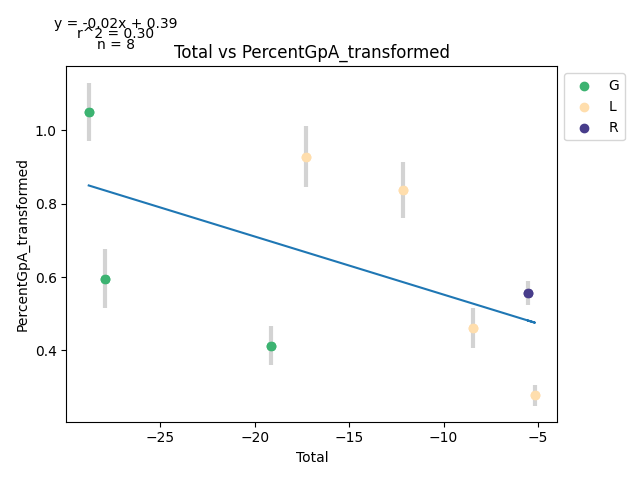 y = -0.02x + 0.39
r^2 = 0.30
n = 8
Total vs PercentGpA_transformed
G
L
R
1.0
0.8
0.6
0.4
PercentGpA_transformed
−25
−20
−15
−10
−5
Total